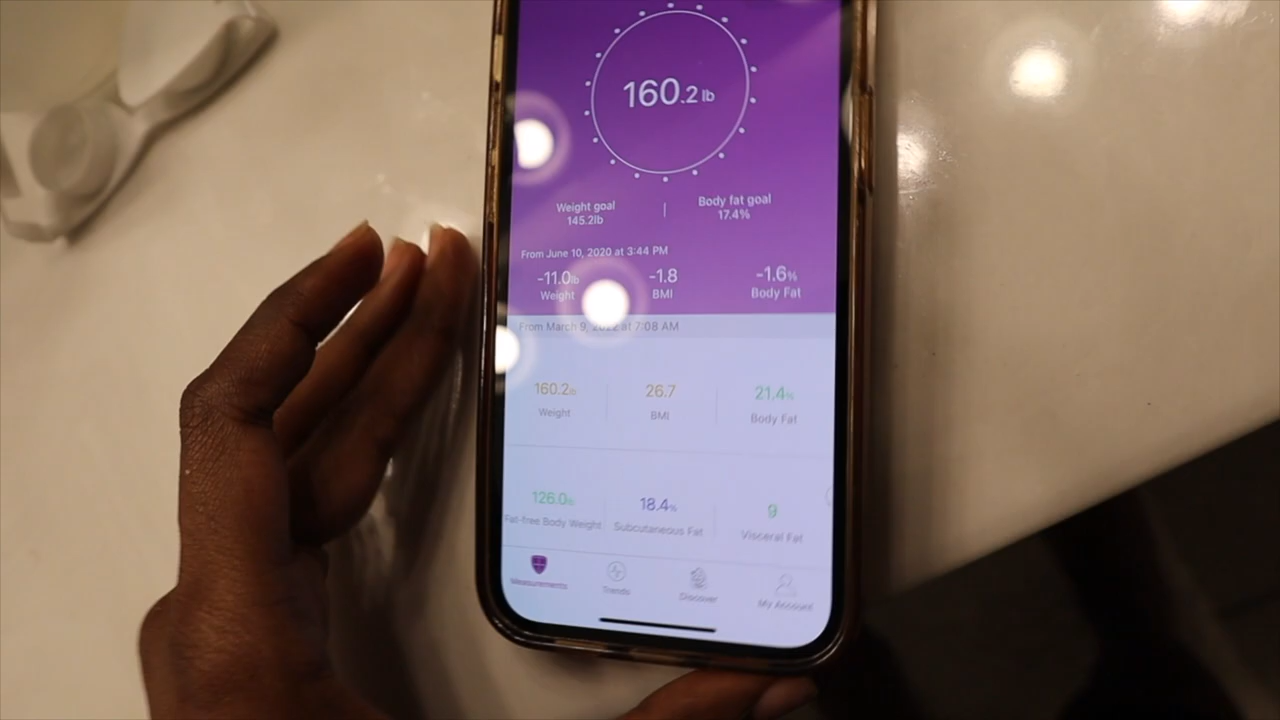 160.2 lb
Weight goal
145.2lb
Body fat goal
17.4%
From June 10, 2020 at 3:44 PM
-11.0lb -1.8 -1.6%
Weight BMI Body Fat
From March 9, 2022 at 7:08 AM
160.2lb 26.7 21.4%
Weight BMI Body Fat
126.0lb 18.4% 9
Fat-free Body Weight Subcutaneous Fat Visceral Fat
Measurements Trends Discover My Account